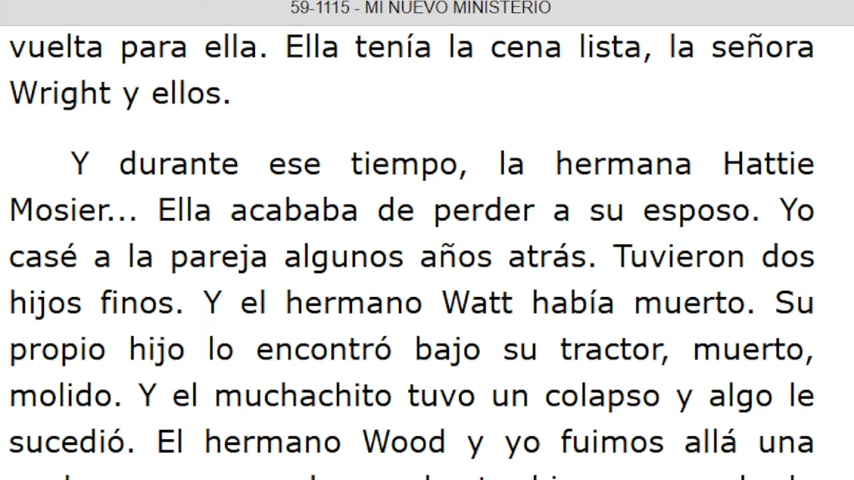 59-1115 - MI NUEVO MINISTERIO
vuelta para ella. Ella tenía la cena lista, la señora
Wright y ellos.
Y durante ese tiempo, la hermana Hattie
Mosier... Ella acababa de perder a su esposo. Yo
casé a la pareja algunos años atrás. Tuvieron dos
hijos finos. Y el hermano Watt había muerto. Su
propio hijo lo encontró bajo su tractor, muerto,
molido. Y el muchachito tuvo un colapso y algo le
sucedió. El hermano Wood y yo fuimos allá una